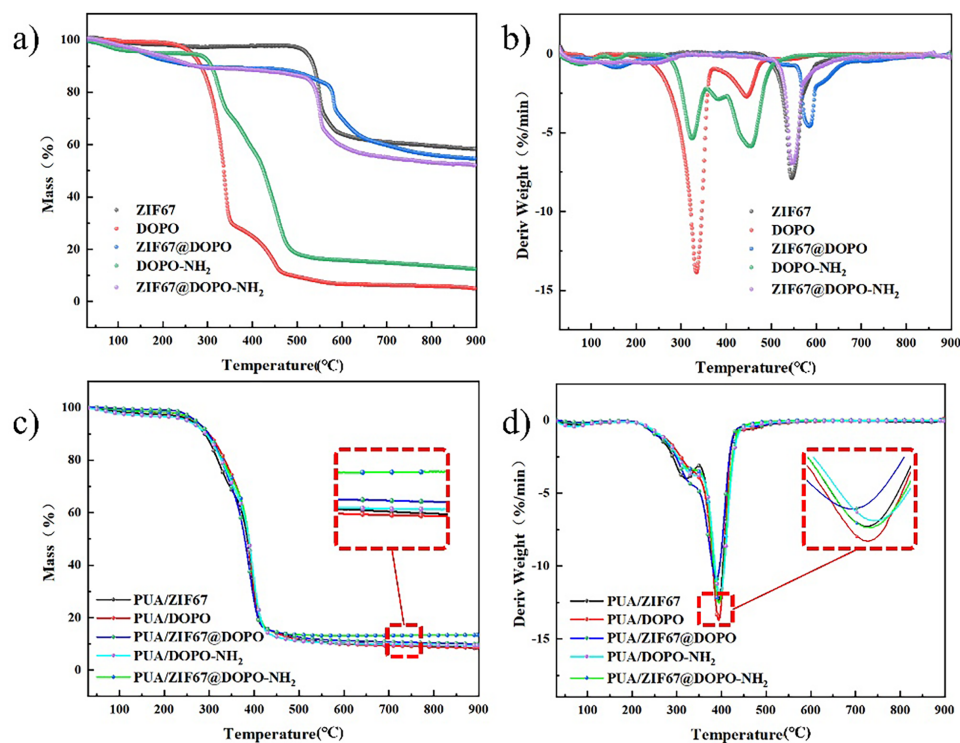 a)
100
80
60
40
20
0
Mass (%)
ZIF67
DOPO
ZIF67@DOPO
DOPO-NH₂
ZIF67@DOPO-NH₂
100 200 300 400 500 600 700 800 900
Temperature(℃)
b)
0
-5
-10
-15
Deriv Weight (%/min)
ZIF67
DOPO
ZIF67@DOPO
DOPO-NH₂
ZIF67@DOPO-NH₂
100 200 300 400 500 600 700 800 900
Temperature(℃)
c)
100
80
60
40
20
10
0
Mass (%)
PUA/ZIF67
PUA/DOPO
PUA/ZIF67@DOPO
PUA/DOPO-NH₂
PUA/ZIF67@DOPO-NH₂
100 200 300 400 500 600 700 800 900
Temperature(℃)
d)
0
-5
-10
-15
Deriv Weight (%/min)
PUA/ZIF67
PUA/DOPO
PUA/ZIF67@DOPO
PUA/DOPO-NH₂
PUA/ZIF67@DOPO-NH₂
100 200 300 400 500 600 700 800 900
Temperature(℃)